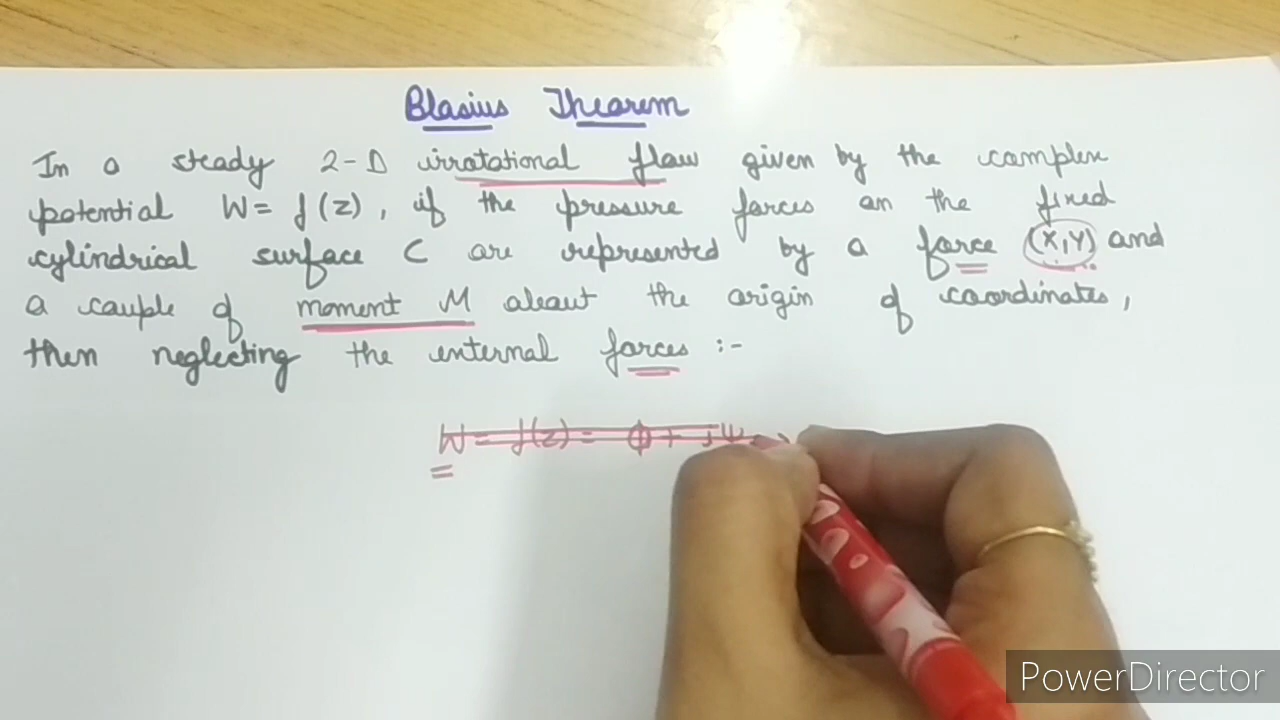 Blasius Theorem
In a steady 2-D irrotational flow given by the complex
potential W = f(z), if the pressure forces on the fixed
cylindrical surface C are represented by a force (X,Y) and
a couple of moment M about the origin of coordinates,
then neglecting the external forces :-
W = f(z) = ϕ + iψ
PowerDirector